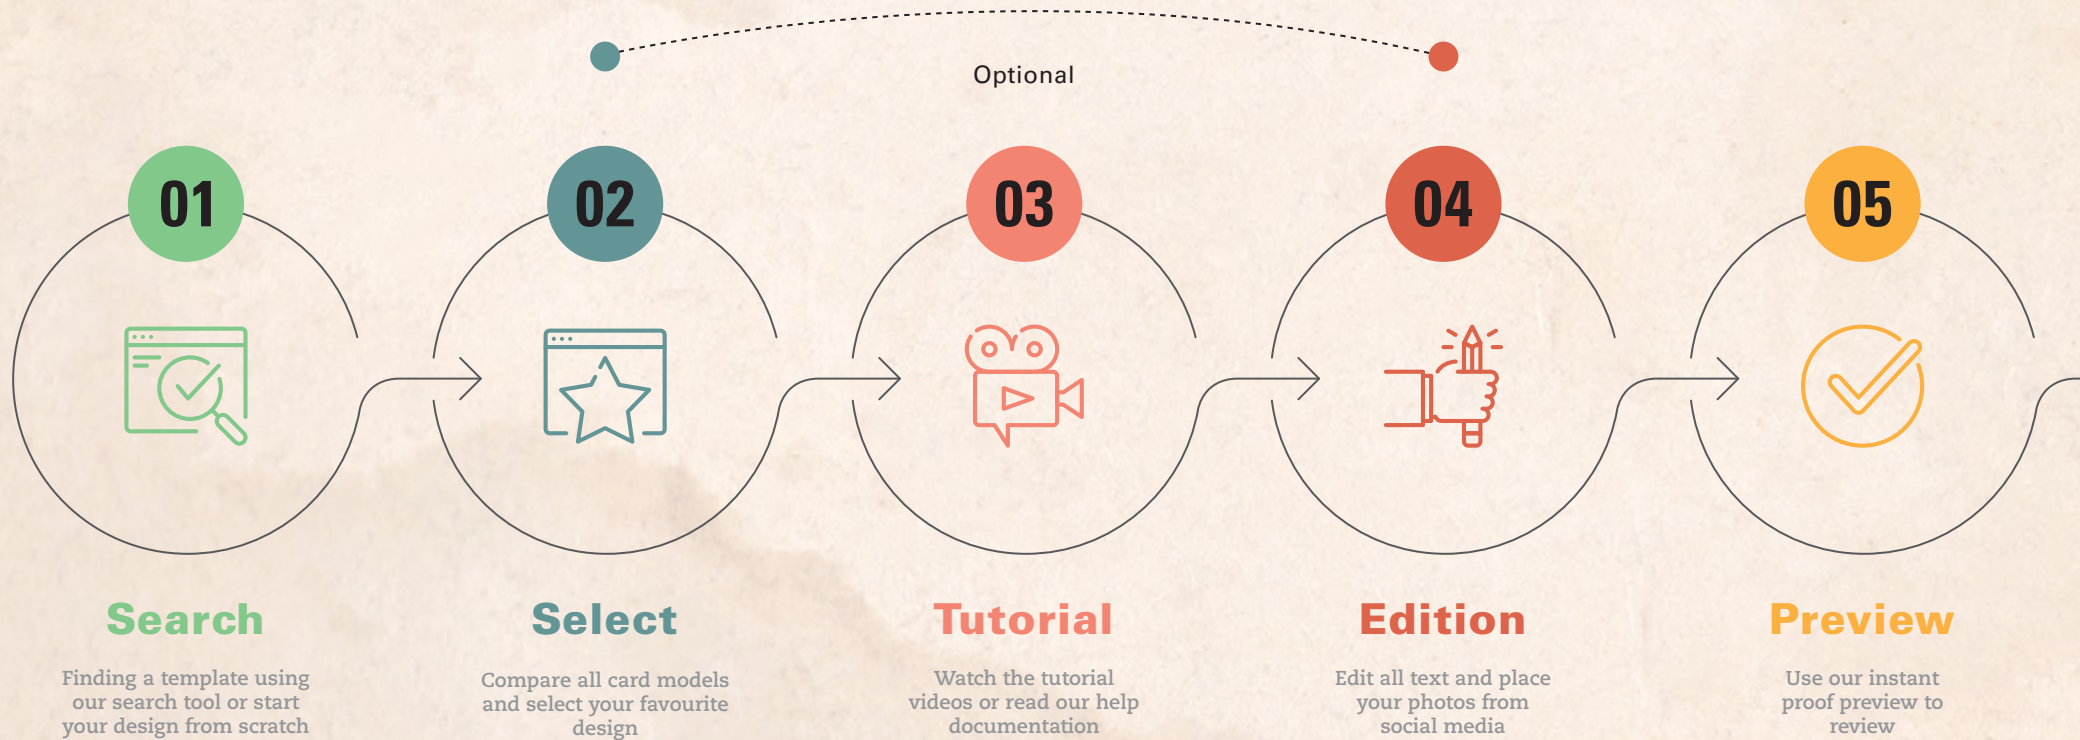 Optional
01
02
03
04
05
Search
Select
Tutorial
Edition
Preview
Finding a template using
our search tool or start
your design from scratch
Compare all card models
and select your favourite
design
Watch the tutorial
videos or read our help
documentation
Edit all text and place
your photos from
social media
Use our instant
proof preview to
review